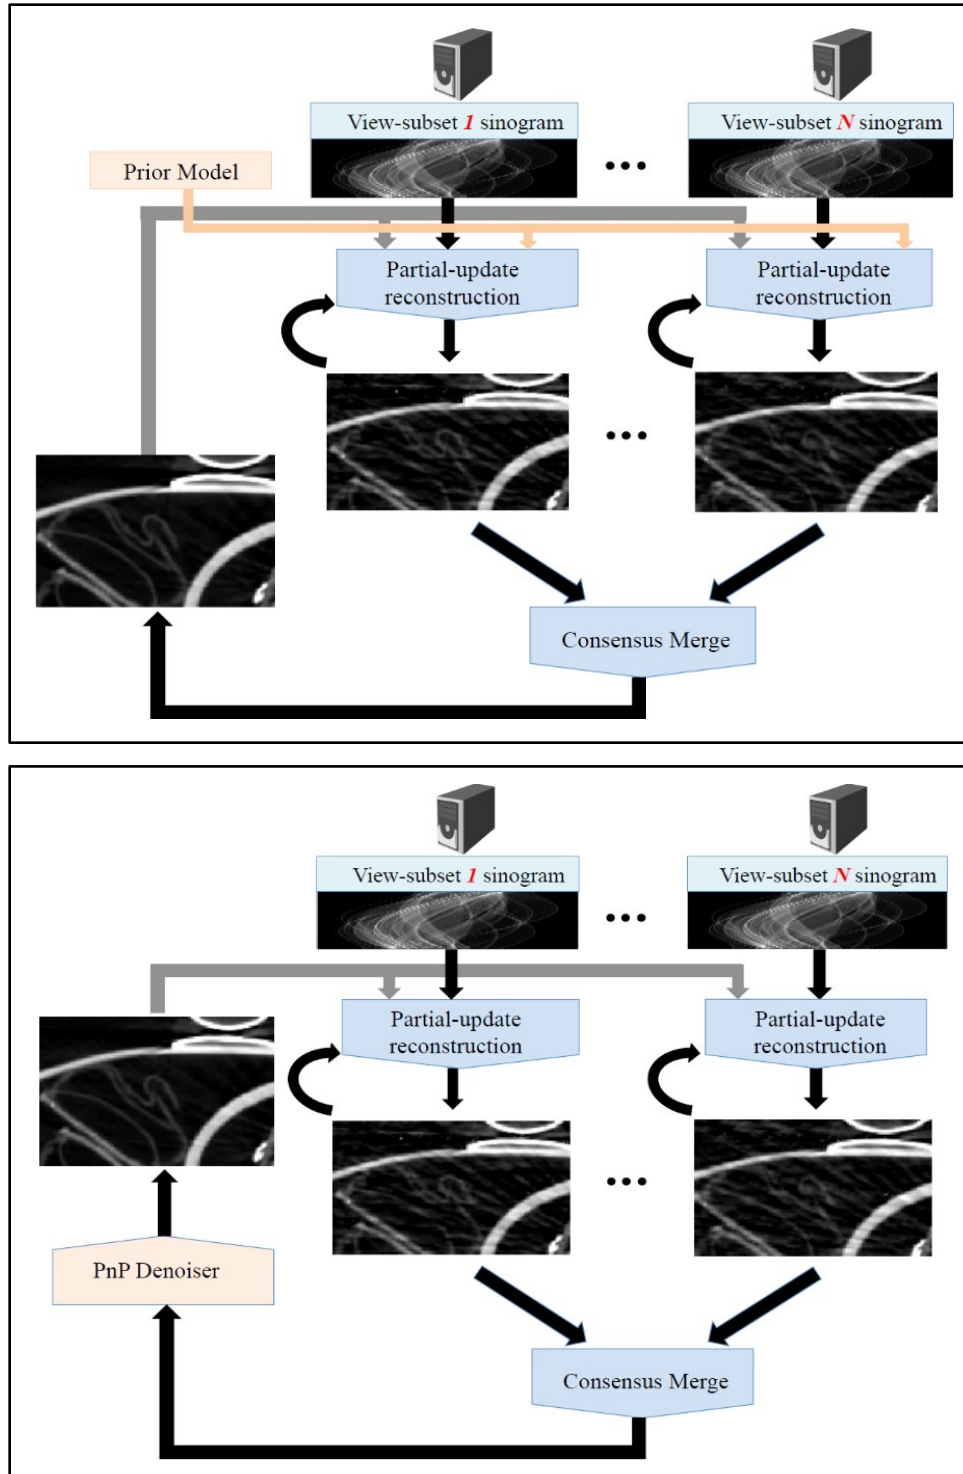 View-subset 1 sinogram
View-subset N sinogram
...
Prior Model
Partial-update
reconstruction
Partial-update
reconstruction
...
Consensus Merge
View-subset 1 sinogram
View-subset N sinogram
...
Partial-update
reconstruction
Partial-update
reconstruction
...
PnP Denoiser
Consensus Merge